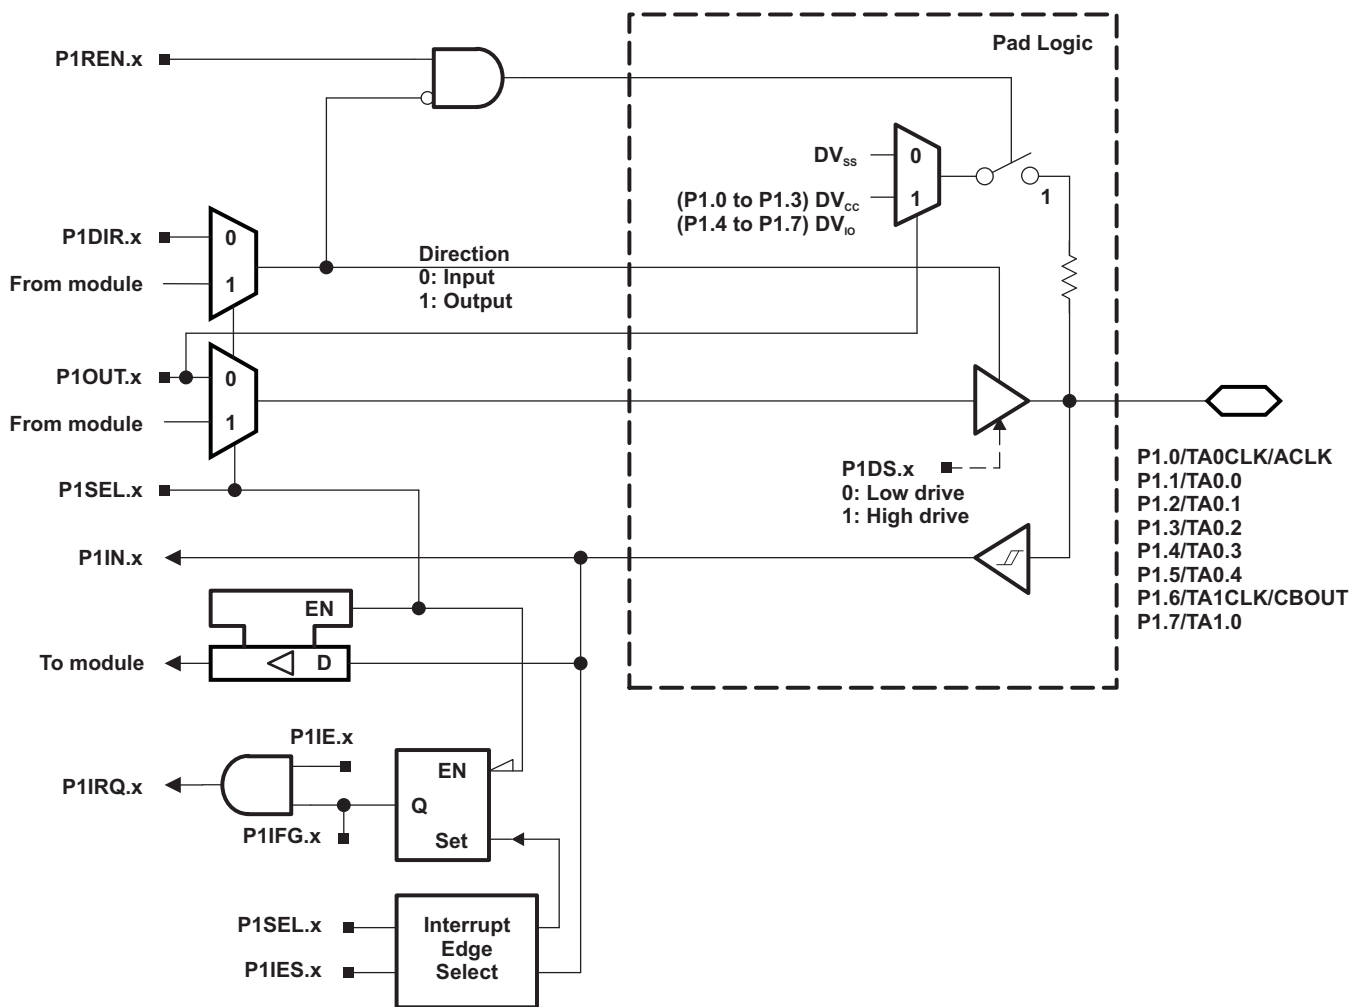 Pad Logic
P1REN.x
DVSS
0
(P1.0 to P1.3) DVCC
1
(P1.4 to P1.7) DVIO
1
P1DIR.x
0
From module
1
Direction
0: Input
1: Output
P1OUT.x
0
From module
1
P1SEL.x
P1DS.x
0: Low drive
1: High drive
P1.0/TA0CLK/ACLK
P1.1/TA0.0
P1.2/TA0.1
P1.3/TA0.2
P1.4/TA0.3
P1.5/TA0.4
P1.6/TA1CLK/CBOUT
P1.7/TA1.0
P1IN.x
EN
To module
D
P1IE.x
P1IRQ.x
EN
Q
P1IFG.x
Set
P1SEL.x
P1IES.x
Interrupt
Edge
Select